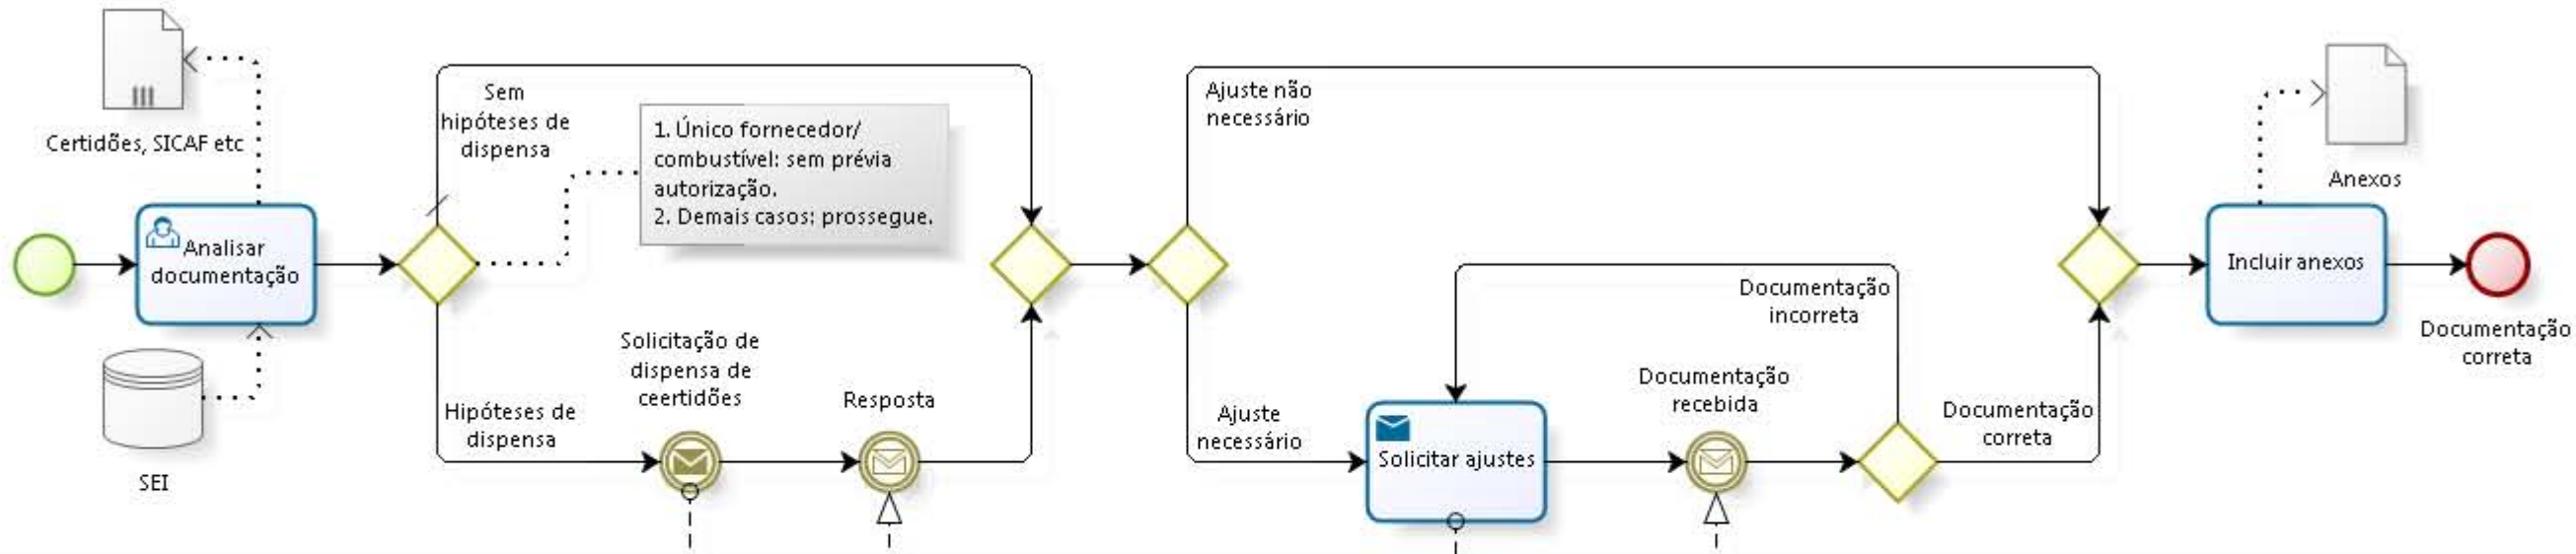 Certidões, SICAF etc
Analisar
documentação
SEI
Sem
hipóteses de
dispensa
1. Único fornecedor/
combustível: sem prévia
autorização.
2. Demais casos: prossegue.
Hipóteses de
dispensa
Solicitação de
dispensa de
ceertidões
Resposta
Ajuste não
necessário
Ajuste
necessário
Solicitar ajustes
Documentação
recebida
Documentação
incorreta
Documentação
correta
Incluir anexos
Anexos
Documentação
correta